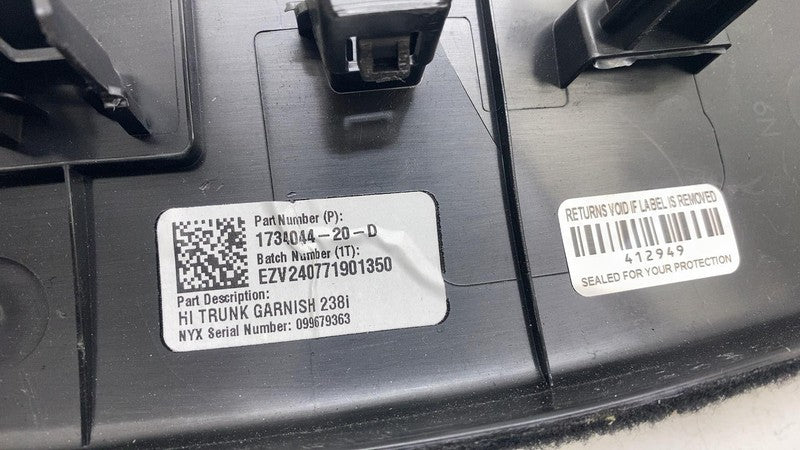 Part Number (P):
1734044-20-D
Batch Number (1T):
EZV240771901350
Part Description:
HI TRUNK GARNISH 238i
NYX Serial Number: 099679363
RETURNS VOID IF LABEL IS REMOVED
412949
SEALED FOR YOUR PROTECTION